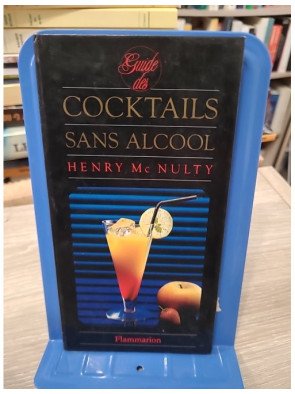 Guide
des
COCKTAILS
SANS ALCOOL
HENRY Mc NULTY
Flammarion